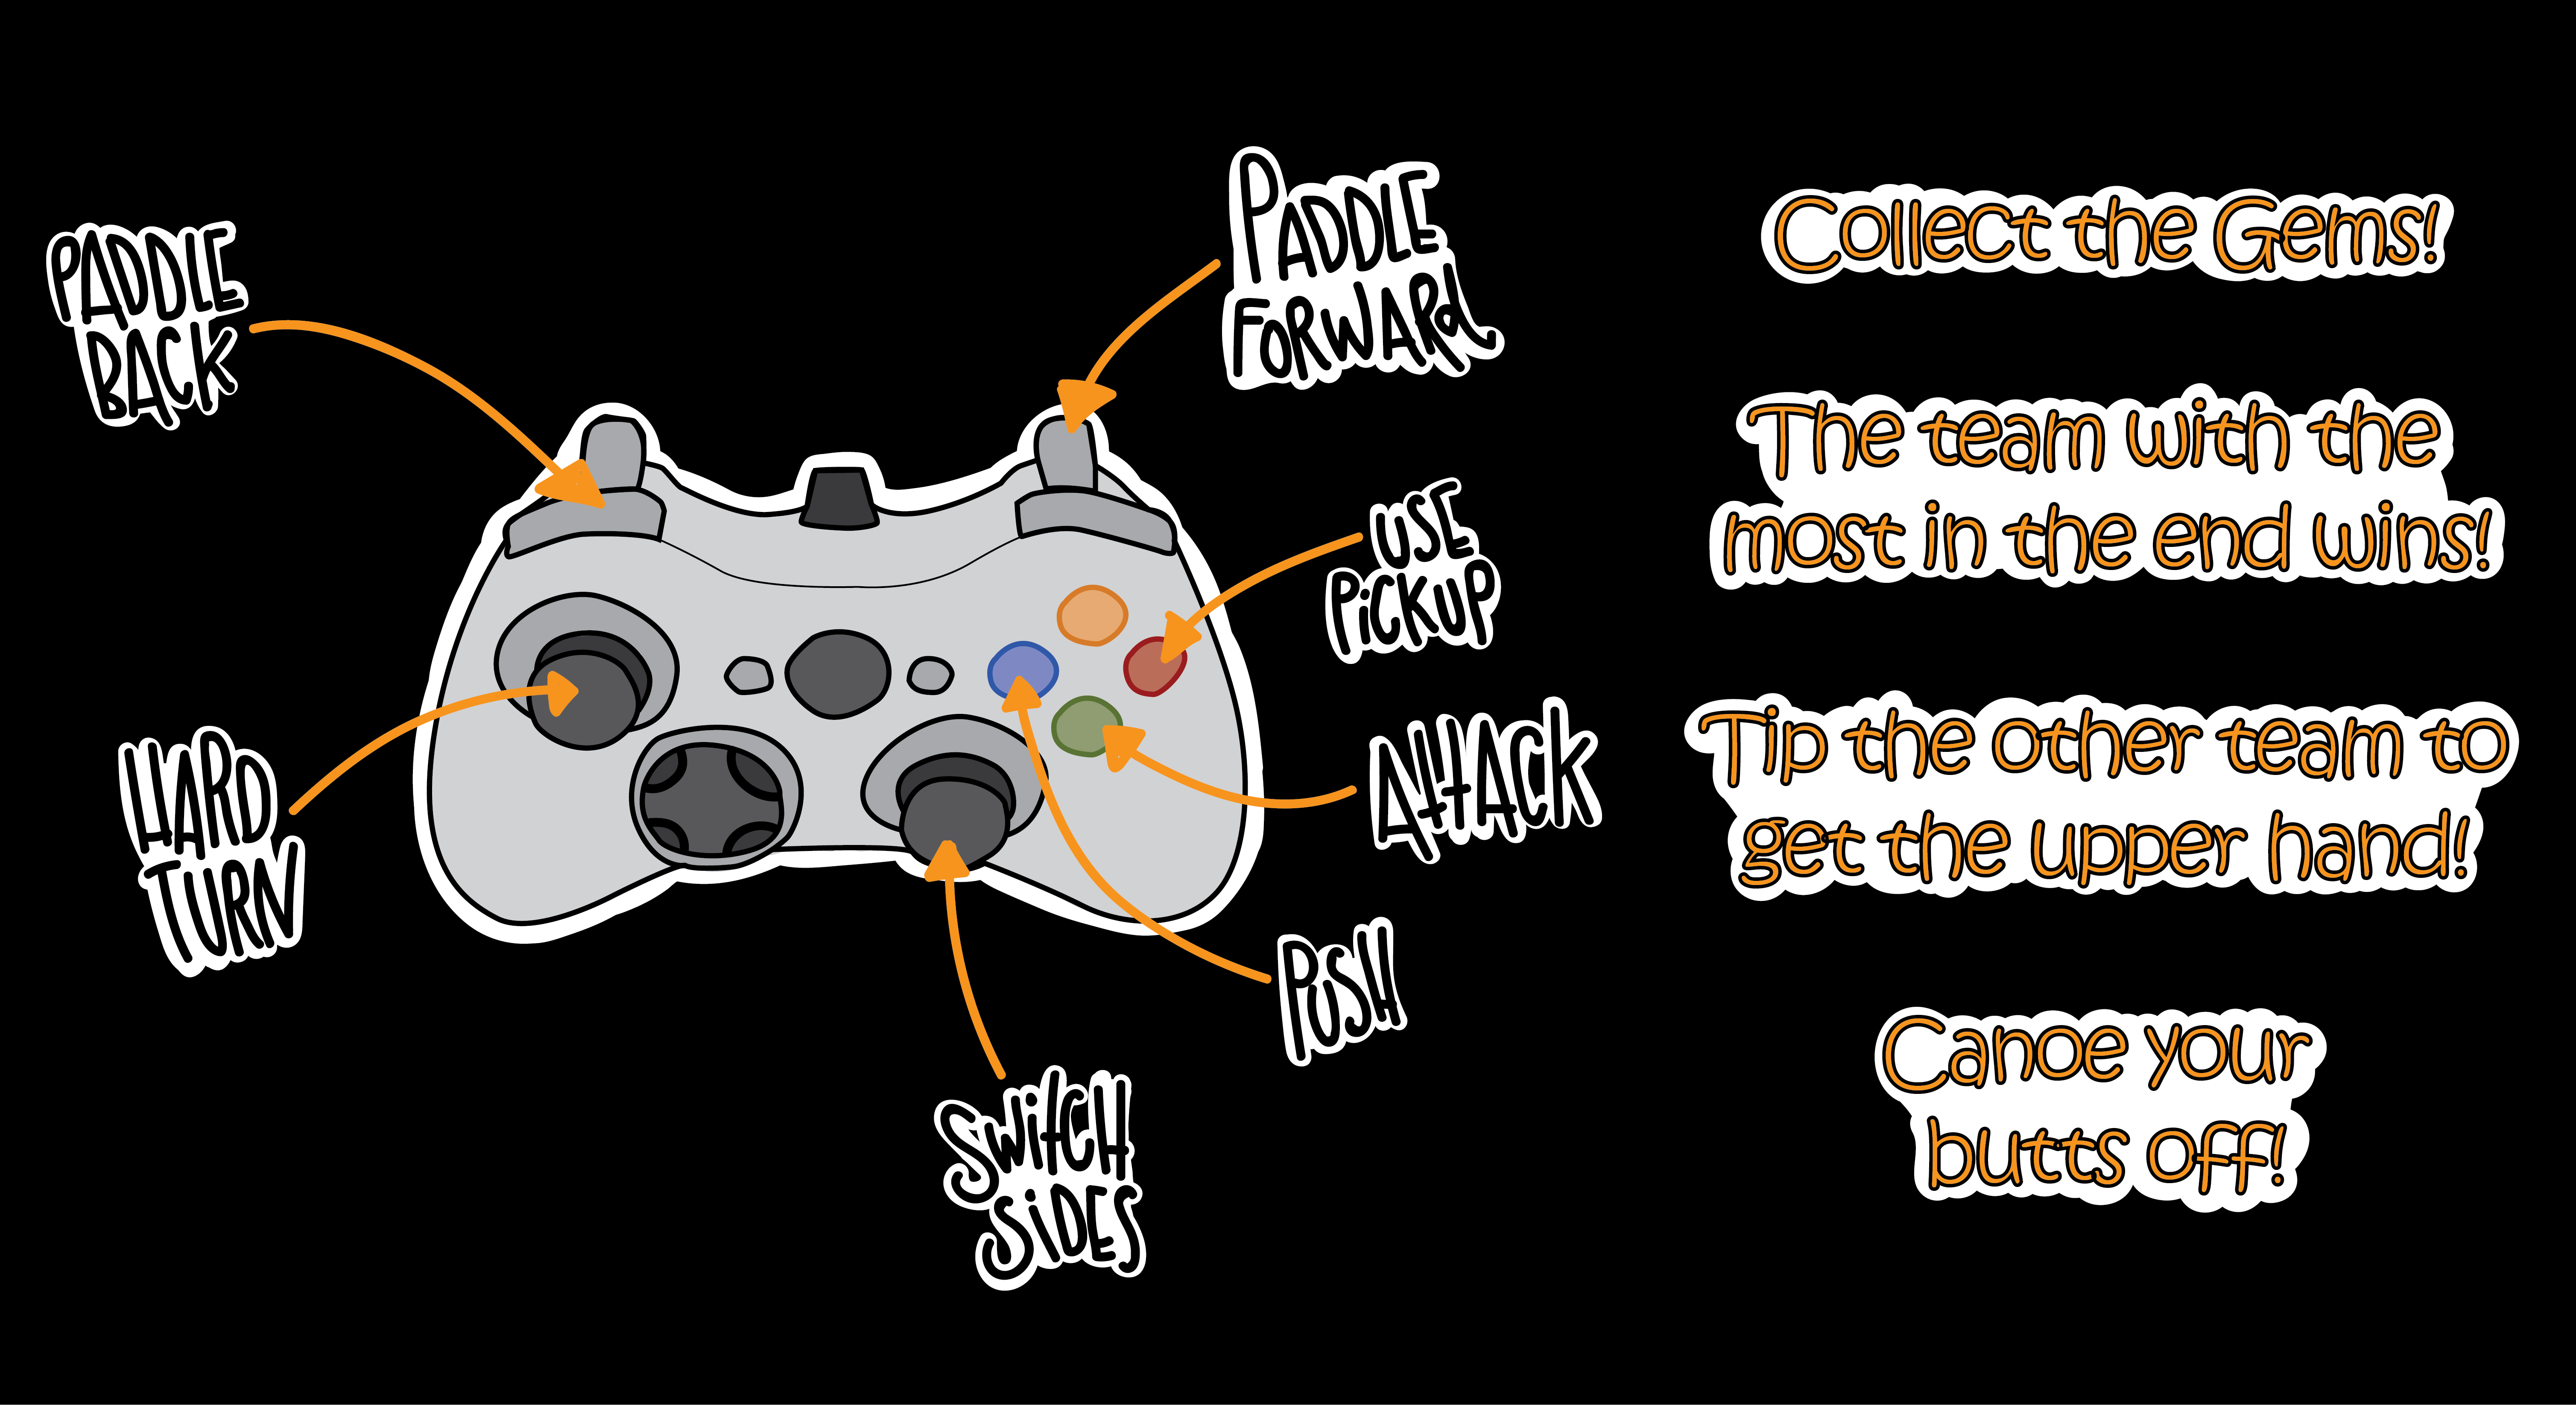 PADDLE
BACK
PADDLE
FORWARD
USE
PiCKUP
HARD
TURN
ATTACK
PUSH
SWiTCH
SiDES
Collect the Gems!
The team with the
most in the end wins!
Tip the other team to
get the upper hand!
Canoe your
butts off!